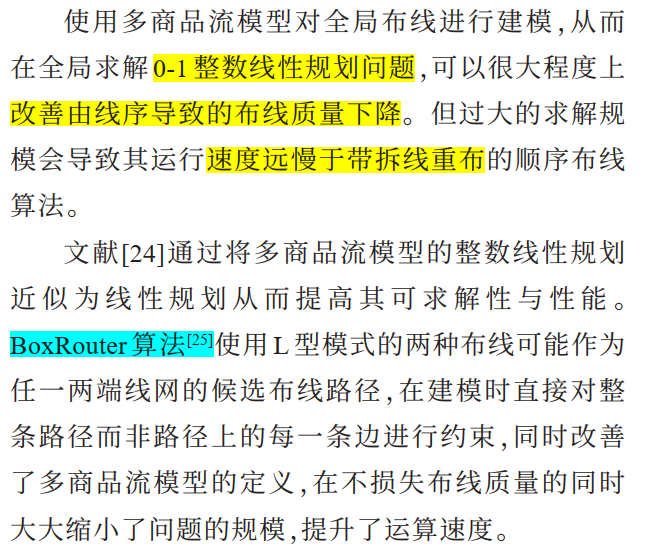 使用多商品流模型对全局布线进行建模,从而
在全局求解0-1整数线性规划问题,可以很大程度上
改善由线序导致的布线质量下降。但过大的求解规
模会导致其运行速度远慢于带拆线重布的顺序布线
算法。
文献[24]通过将多商品流模型的整数线性规划
近似为线性规划从而提高其可求解性与性能。
BoxRouter算法[25]使用L型模式的两种布线可能作为
任一两端线网的候选布线路径,在建模时直接对整
条路径而非路径上的每一条边进行约束,同时改善
了多商品流模型的定义,在不损失布线质量的同时
大大缩小了问题的规模,提升了运算速度。